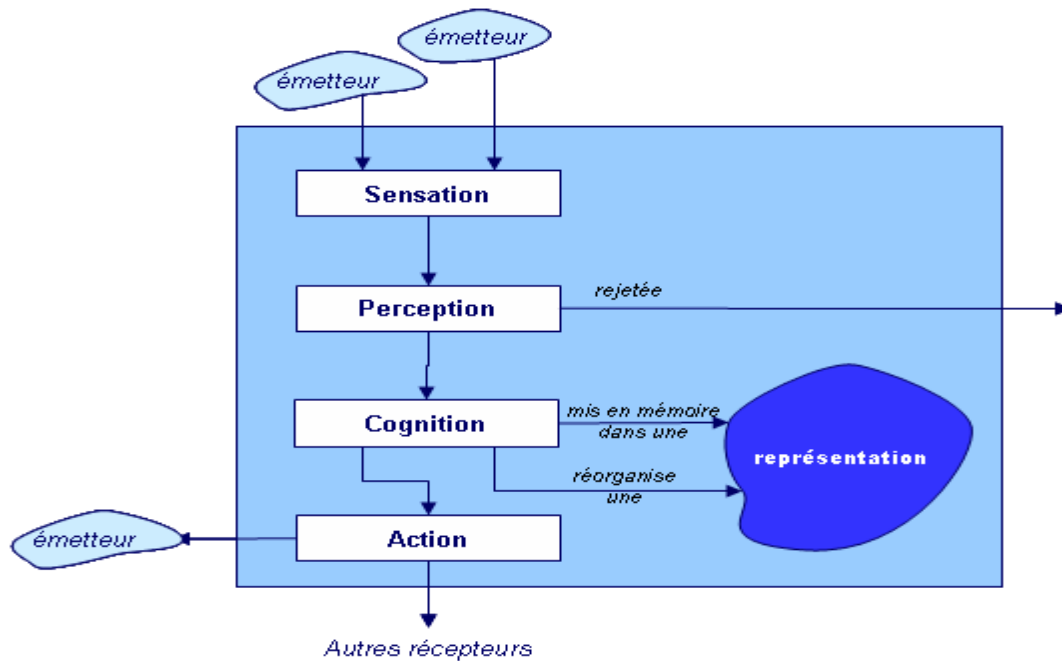 émetteur
émetteur
Sensation
Perception
rejetée
Cognition
mis en mémoire
dans une
représentation
réorganise
une
Action
émetteur
Autres récepteurs